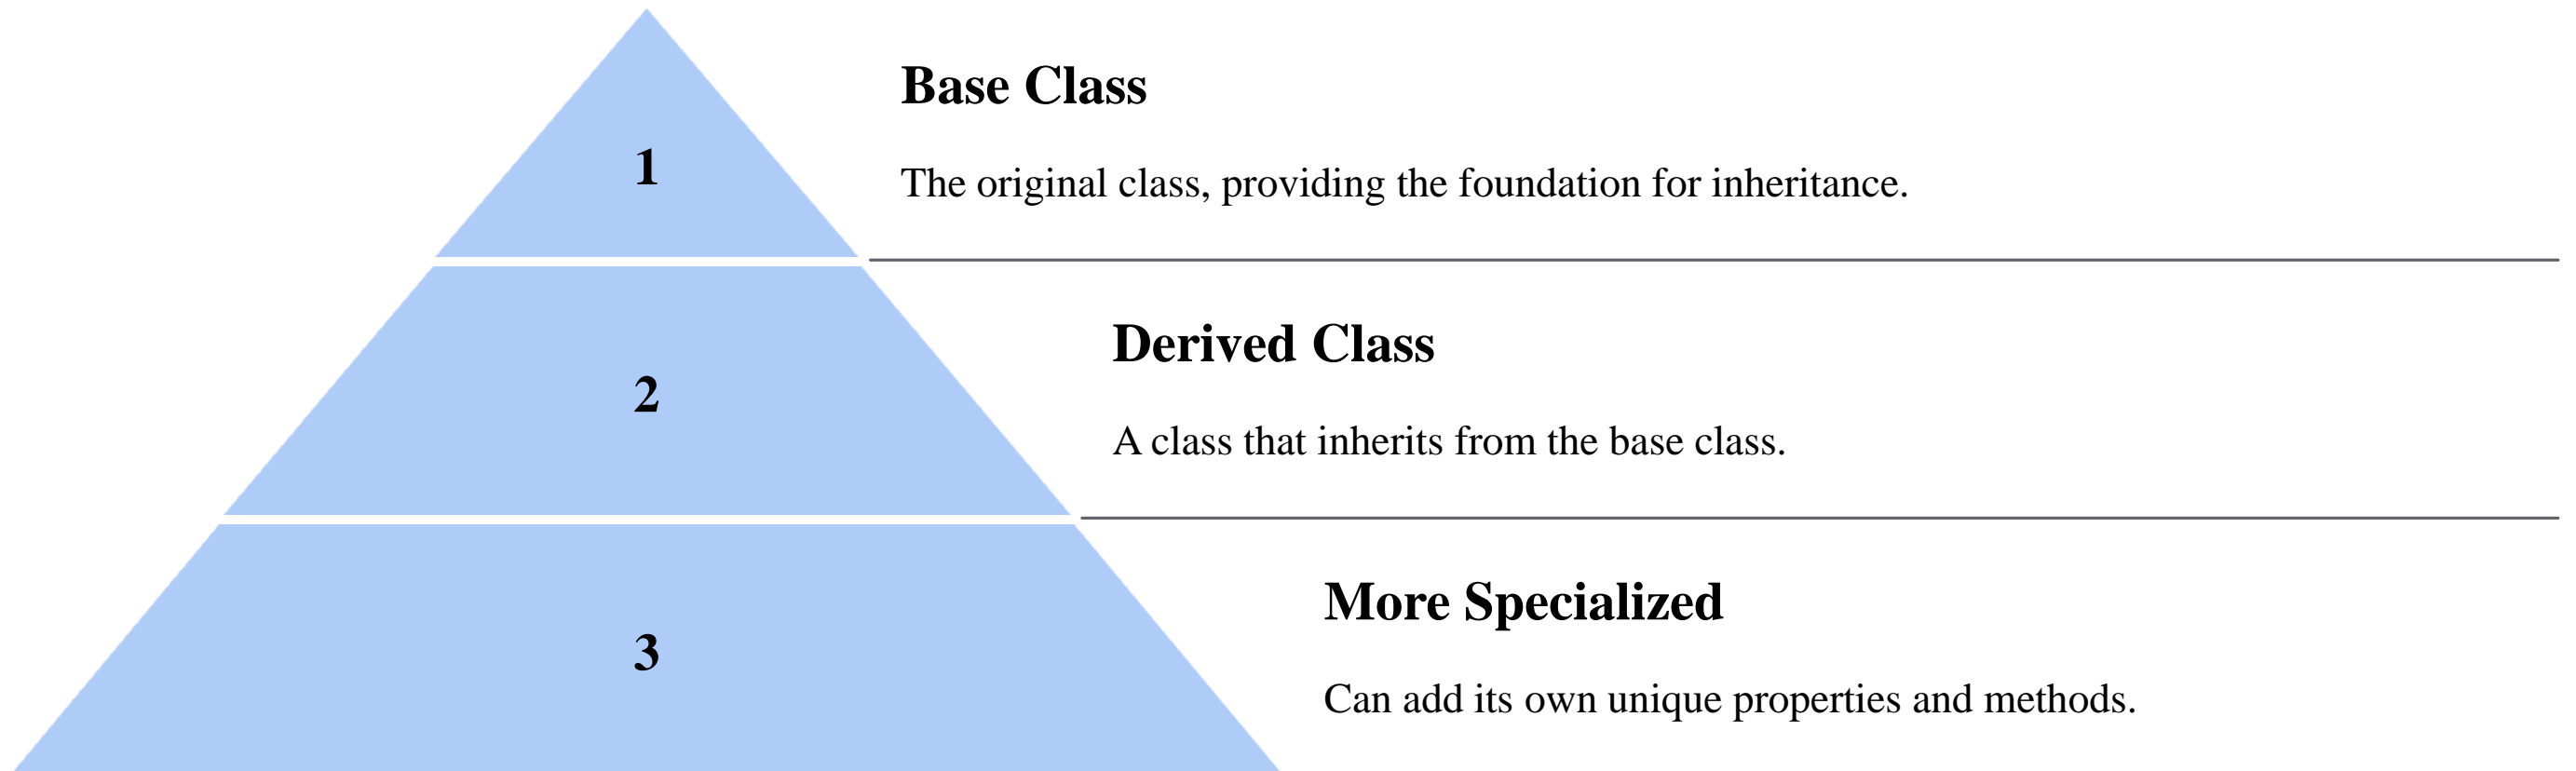 1
Base Class
The original class, providing the foundation for inheritance.
2
Derived Class
A class that inherits from the base class.
3
More Specialized
Can add its own unique properties and methods.